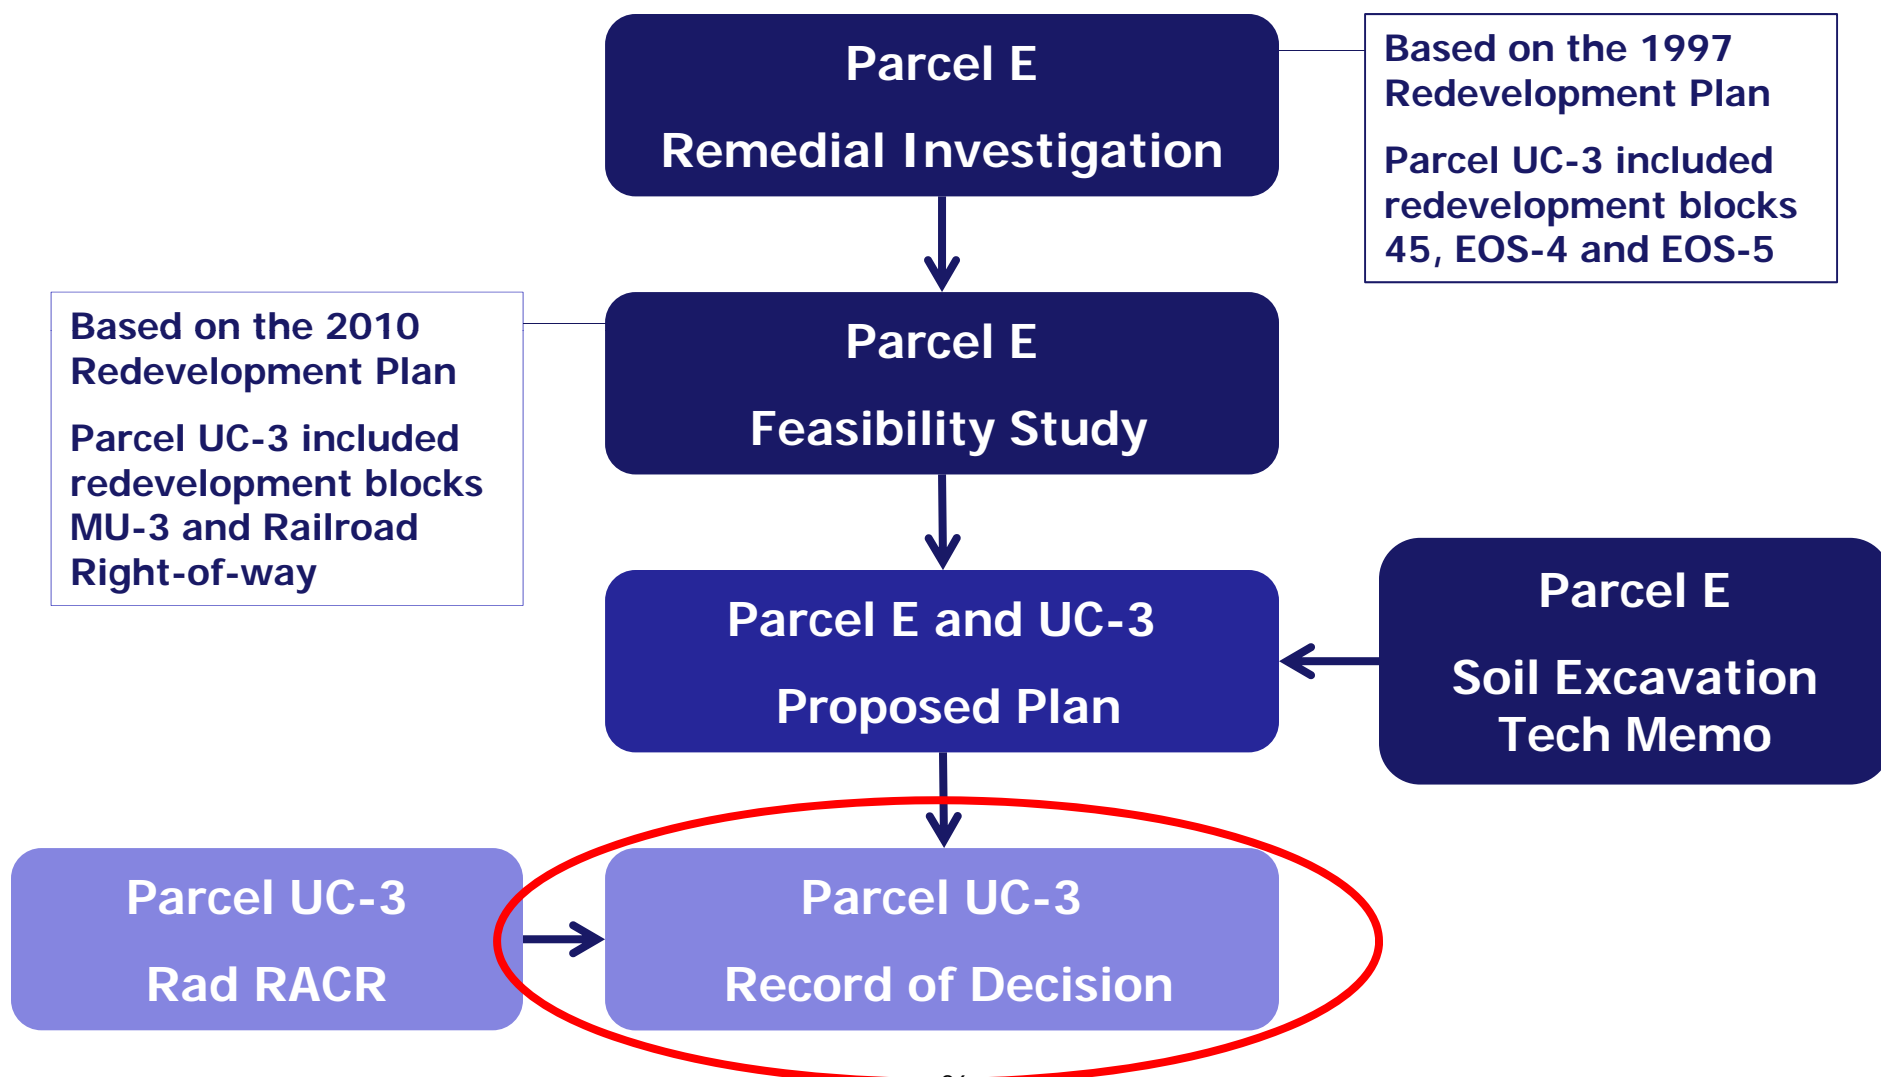 Parcel E
Remedial Investigation
Based on the 1997
Redevelopment Plan
Parcel UC-3 included
redevelopment blocks
45, EOS-4 and EOS-5
Based on the 2010
Redevelopment Plan
Parcel UC-3 included
redevelopment blocks
MU-3 and Railroad
Right-of-way
Parcel E
Feasibility Study
Parcel E and UC-3
Proposed Plan
Parcel E
Soil Excavation
Tech Memo
Parcel UC-3
Rad RACR
Parcel UC-3
Record of Decision